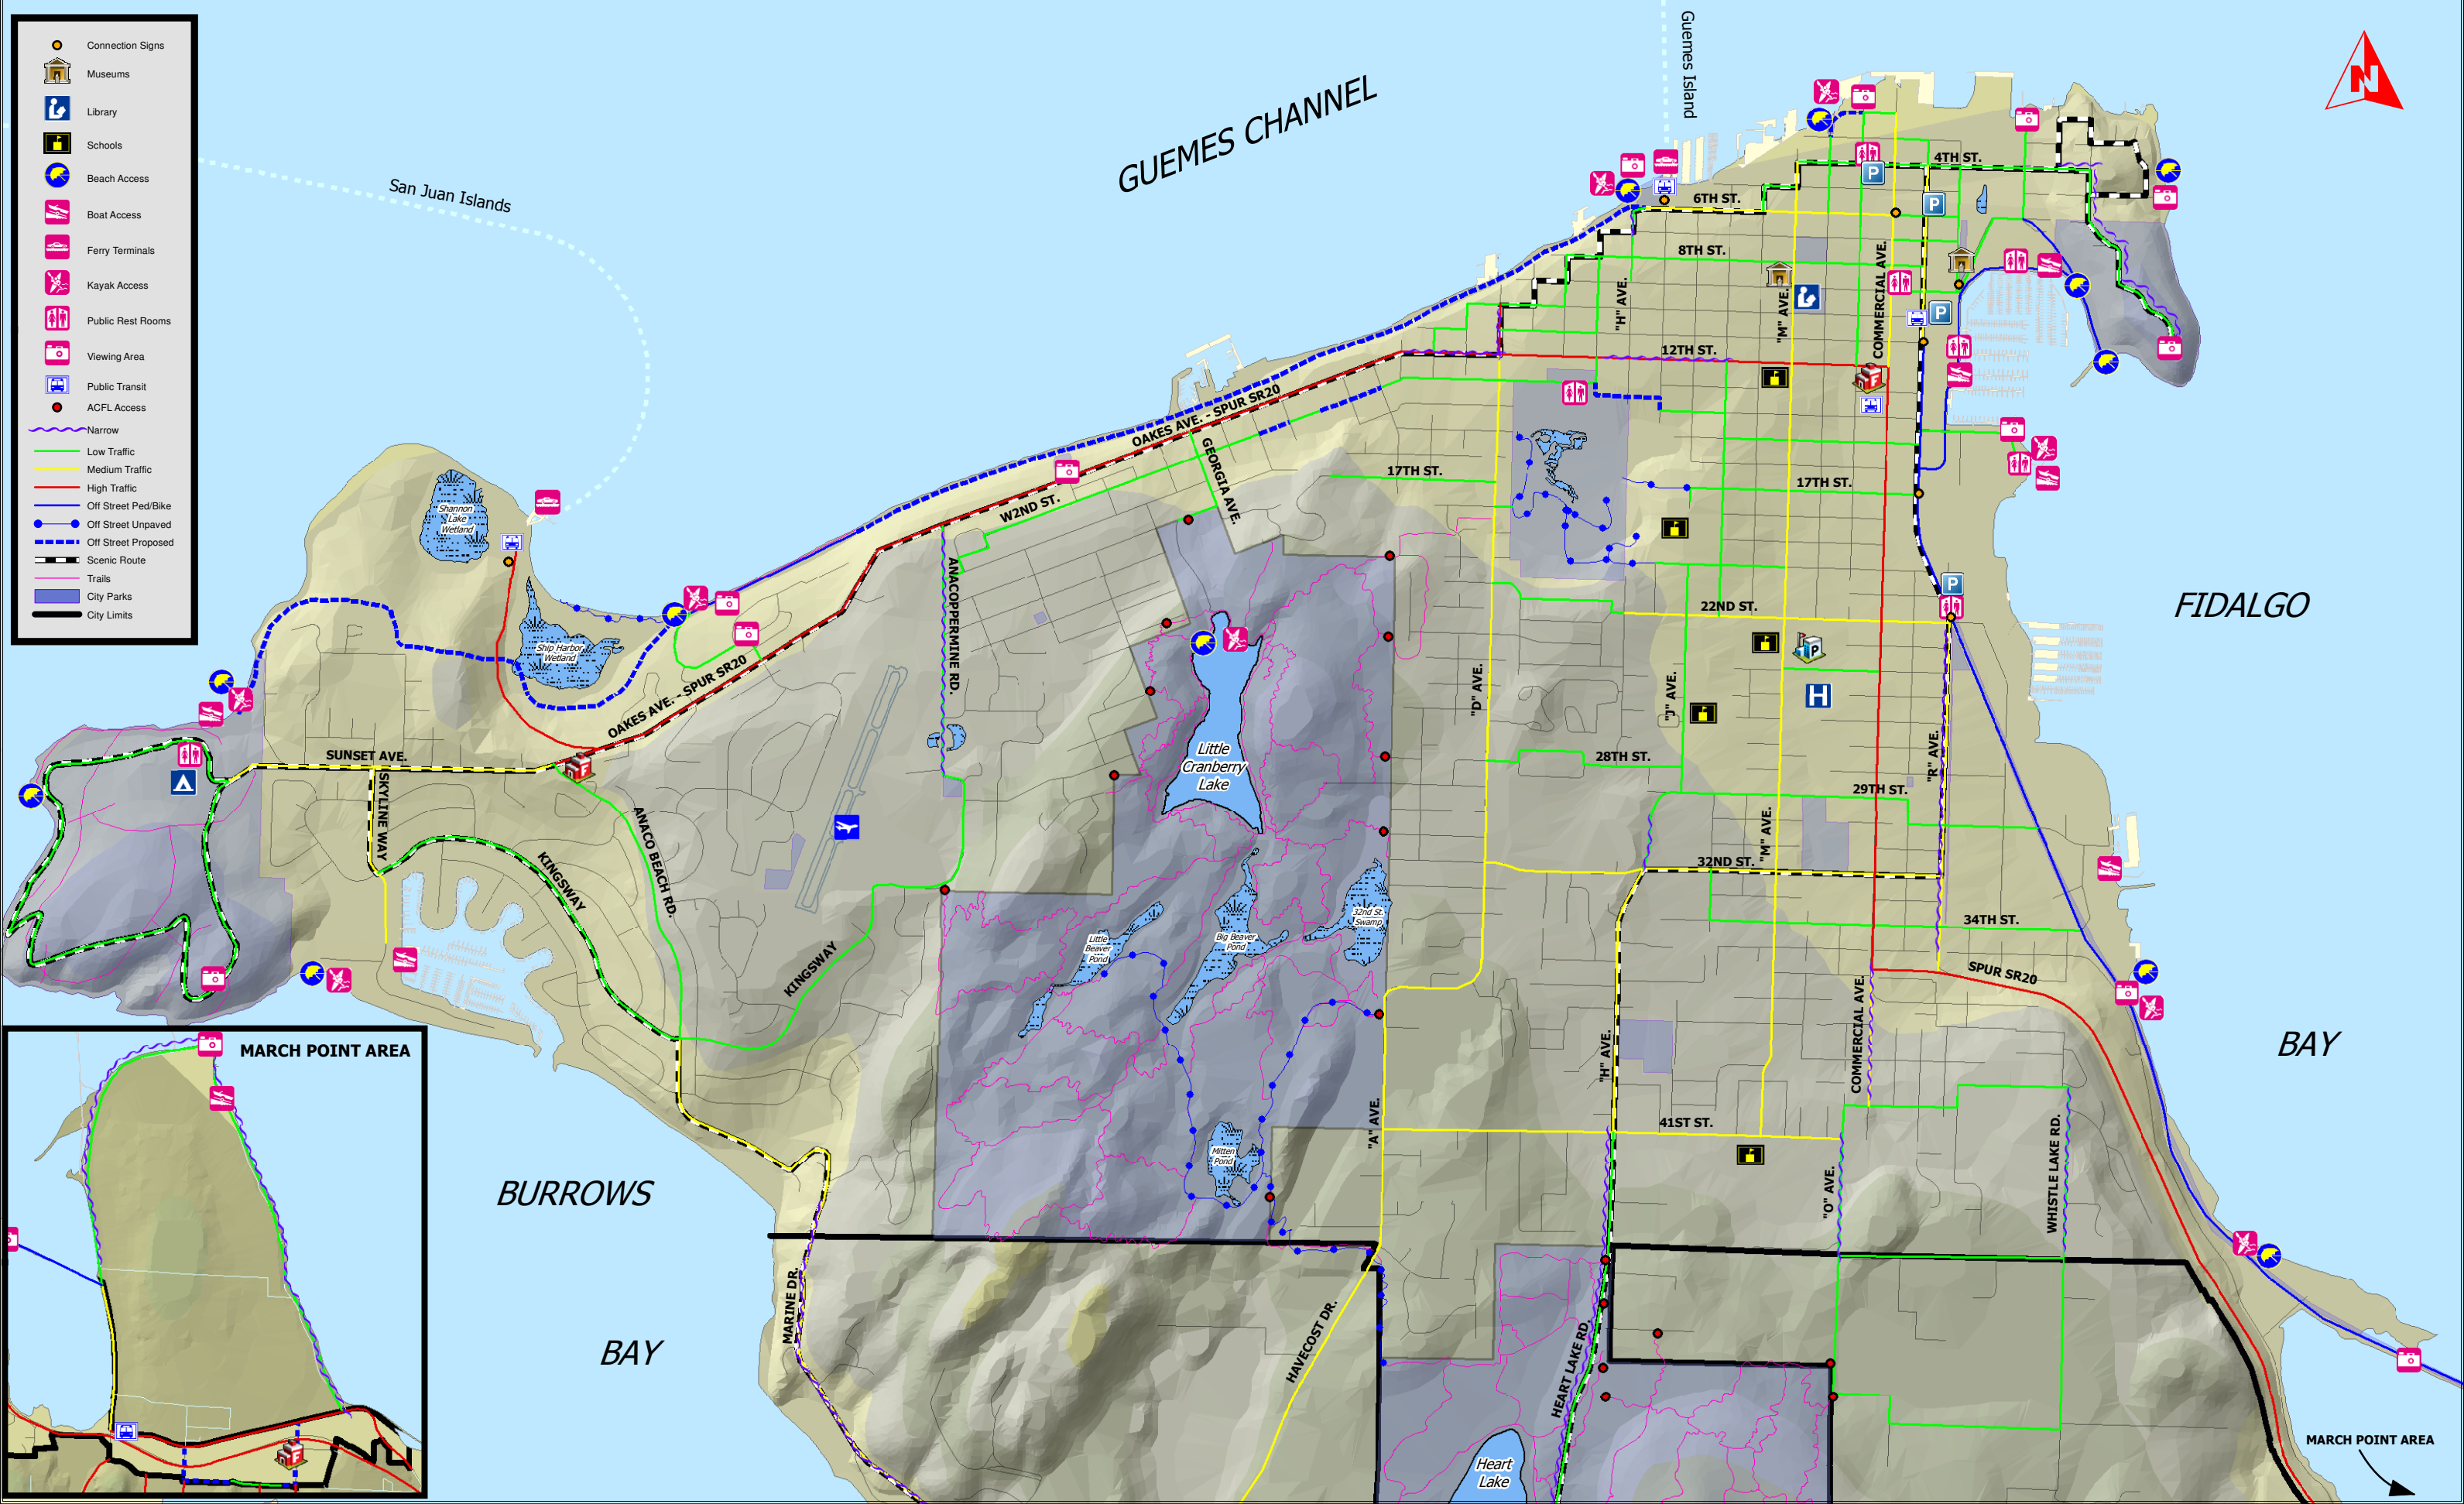 Connection Signs
Museums
Library
Schools
Beach Access
Boat Access
Ferry Terminals
Kayak Access
Public Rest Rooms
Viewing Area
Public Transit
ACFL Access
Narrow
Low Traffic
Medium Traffic
High Traffic
Off Street Ped/Bike
Off Street Unpaved
Off Street Proposed
Scenic Route
Trails
City Parks
City Limits
San Juan Islands
GUEMES CHANNEL
Guemes Island
N
4TH ST.
6TH ST.
8TH ST.
"H" AVE.
"M" AVE.
COMMERCIAL AVE.
P
P
P
12TH ST.
OAKES AVE. - SPUR SR20
GEORGIA AVE.
17TH ST.
17TH ST.
W2ND ST.
Shannon
Lake
Wetland
Ship Harbor
Wetland
ANACOPPERMINE RD.
OAKES AVE. - SPUR SR20
P
22ND ST.
FIDALGO
P
H
"D" AVE.
"J" AVE.
"R" AVE.
28TH ST.
29TH ST.
Little
Cranberry
Lake
SUNSET AVE.
F
F
SKYLINE WAY
ANACO BEACH RD.
KINGSWAY
KINGSWAY
"M" AVE.
32ND ST.
34TH ST.
32nd St.
Swamp
Little
Beaver
Pond
Big Beaver
Pond
SPUR SR20
COMMERCIAL AVE.
"H" AVE.
BAY
"A" AVE.
41ST ST.
"O" AVE.
WHISTLE LAKE RD.
Mitten
Pond
BURROWS
BAY
MARINE DR.
HAVECOST DR.
HEART LAKE RD.
Heart
Lake
MARCH POINT AREA
F
MARCH POINT AREA